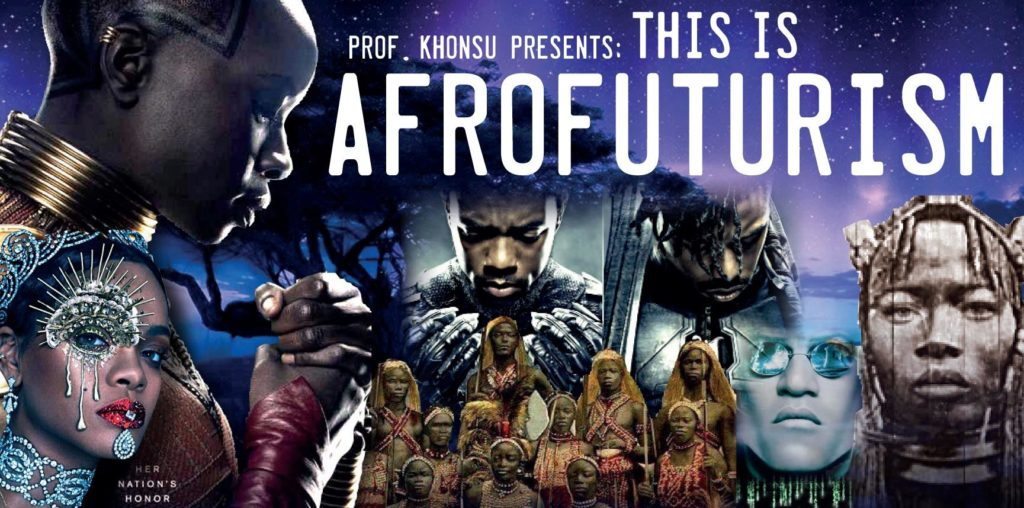 PROF. KHONSU PRESENTS: THIS IS
AFROFUTURISM
HER
NATION'S
HONOR